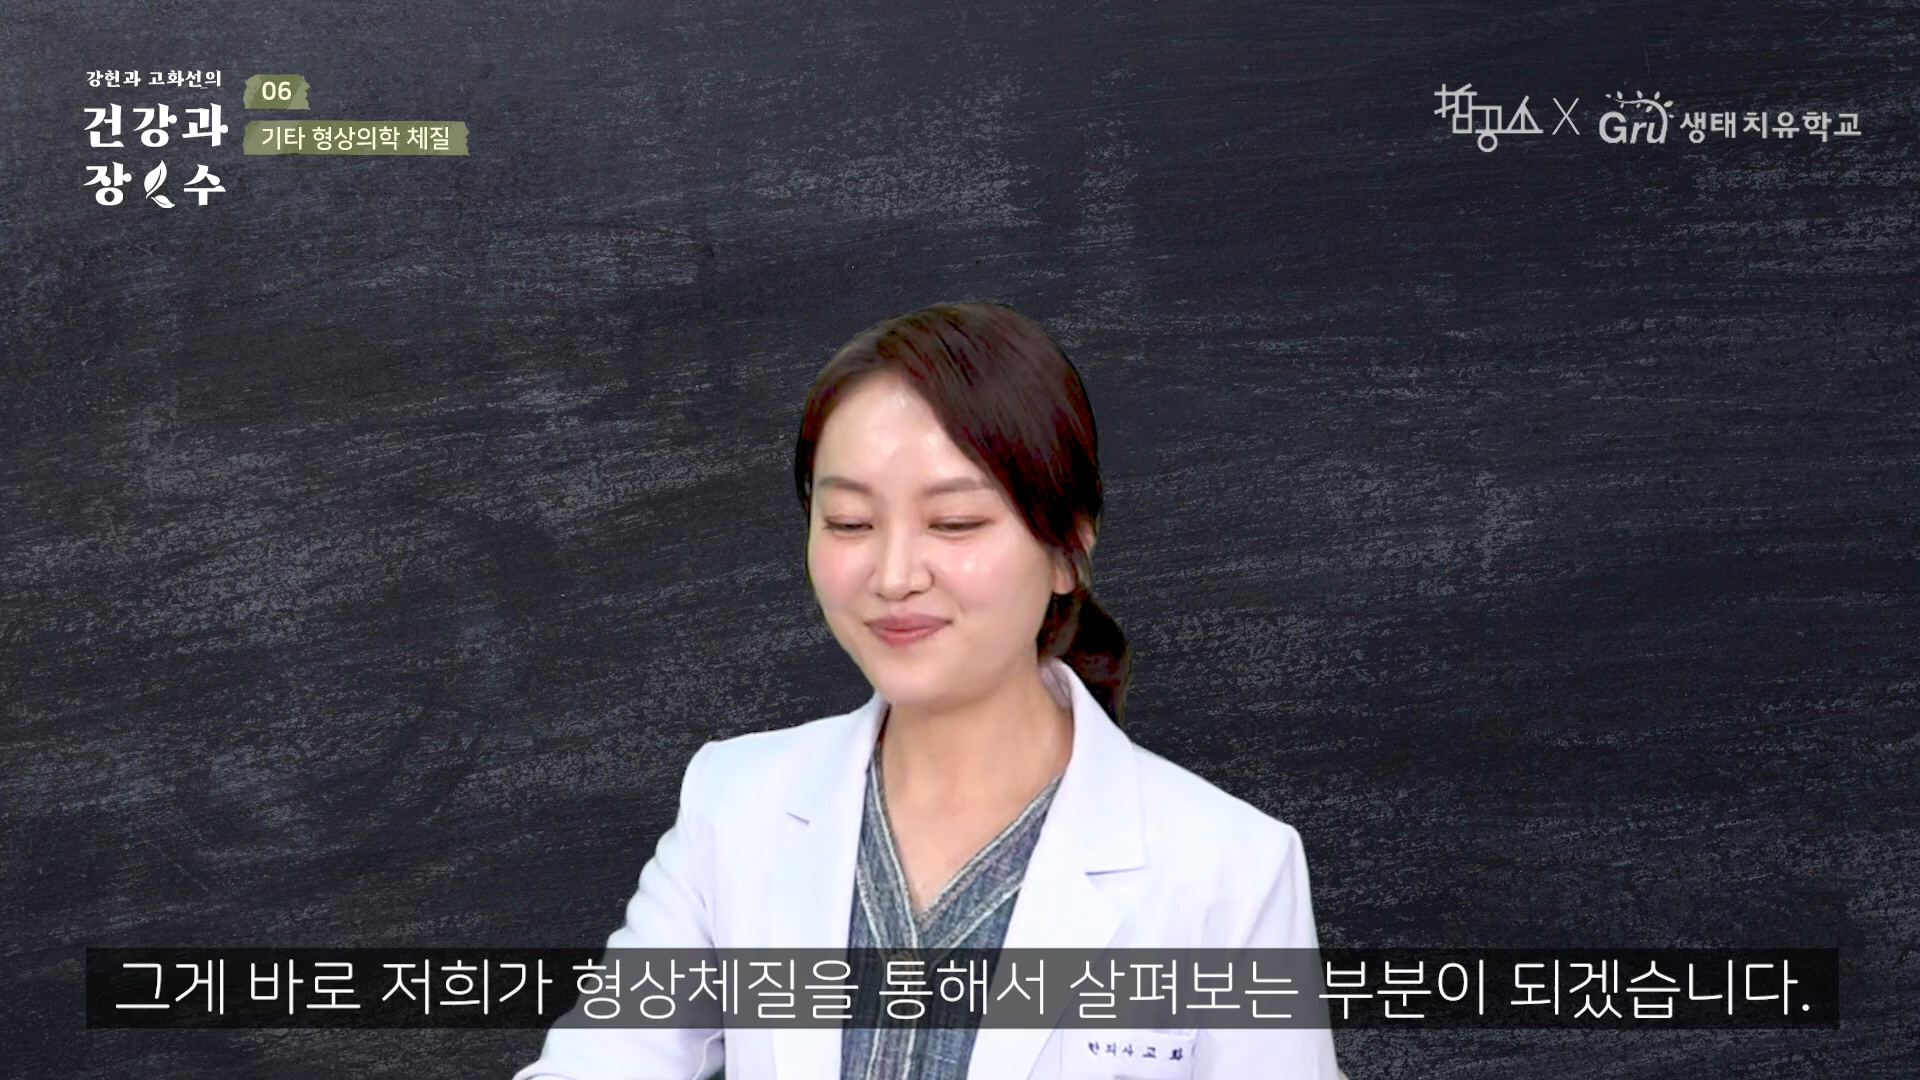 강헌과 고화선의
건강과
장수
06
기타 형상의학 체질
X Gru 생태치유학교
그게 바로 저희가 형상체질을 통해서 살펴보는 부분이 되겠습니다.
한의사 고 화